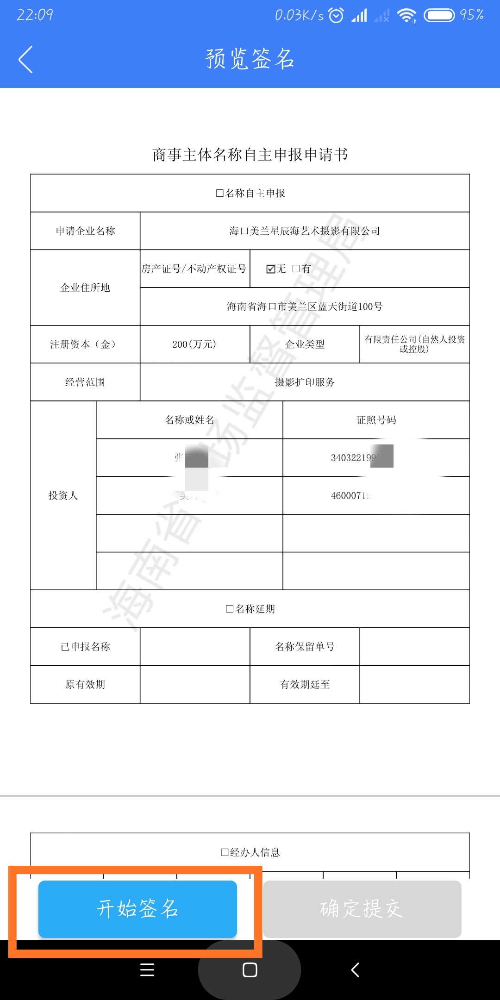 22:09 0.03K/s 95%
预览签名
商事主体名称自主申报申请书
□名称自主申报
申请企业名称 海口美兰星辰海艺术摄影有限公司
企业住所地 房产证号/不动产权证号 ☑无 □有
海南省海口市美兰区蓝天街道100号
注册资本（金） 200(万元) 企业类型 有限责任公司(自然人投资
或控股)
经营范围 摄影扩印服务
投资人 名称或姓名 证照号码
张 340322199
46000719
□名称延期
已申报名称 名称保留单号
原有效期 有效期延至
海南省 场监督管理局
□经办人信息
开始签名 确定提交